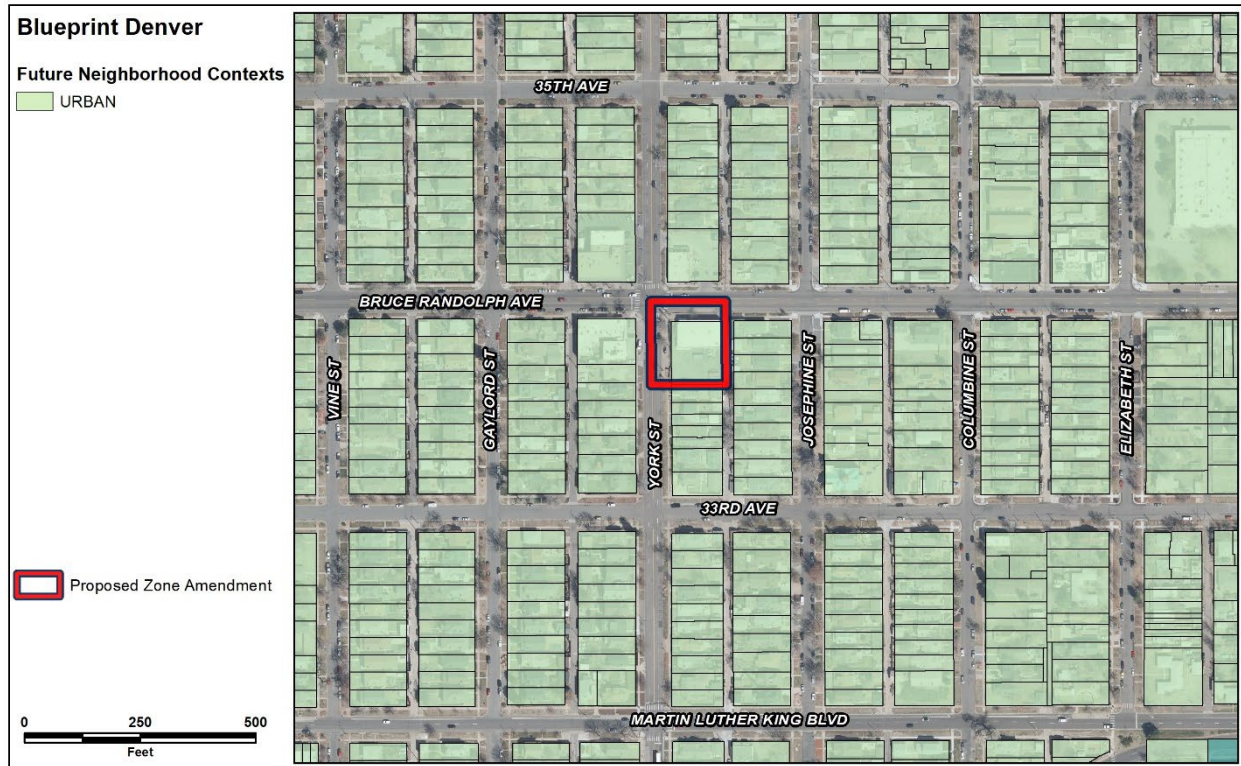 Blueprint Denver
Future Neighborhood Contexts
URBAN
Proposed Zone Amendment
0 250 500
Feet
35TH AVE
BRUCE RANDOLPH AVE
VINE ST
GAYLORD ST
YORK ST
JOSEPHINE ST
COLUMBINE ST
ELIZABETH ST
33RD AVE
MARTIN LUTHER KING BLVD